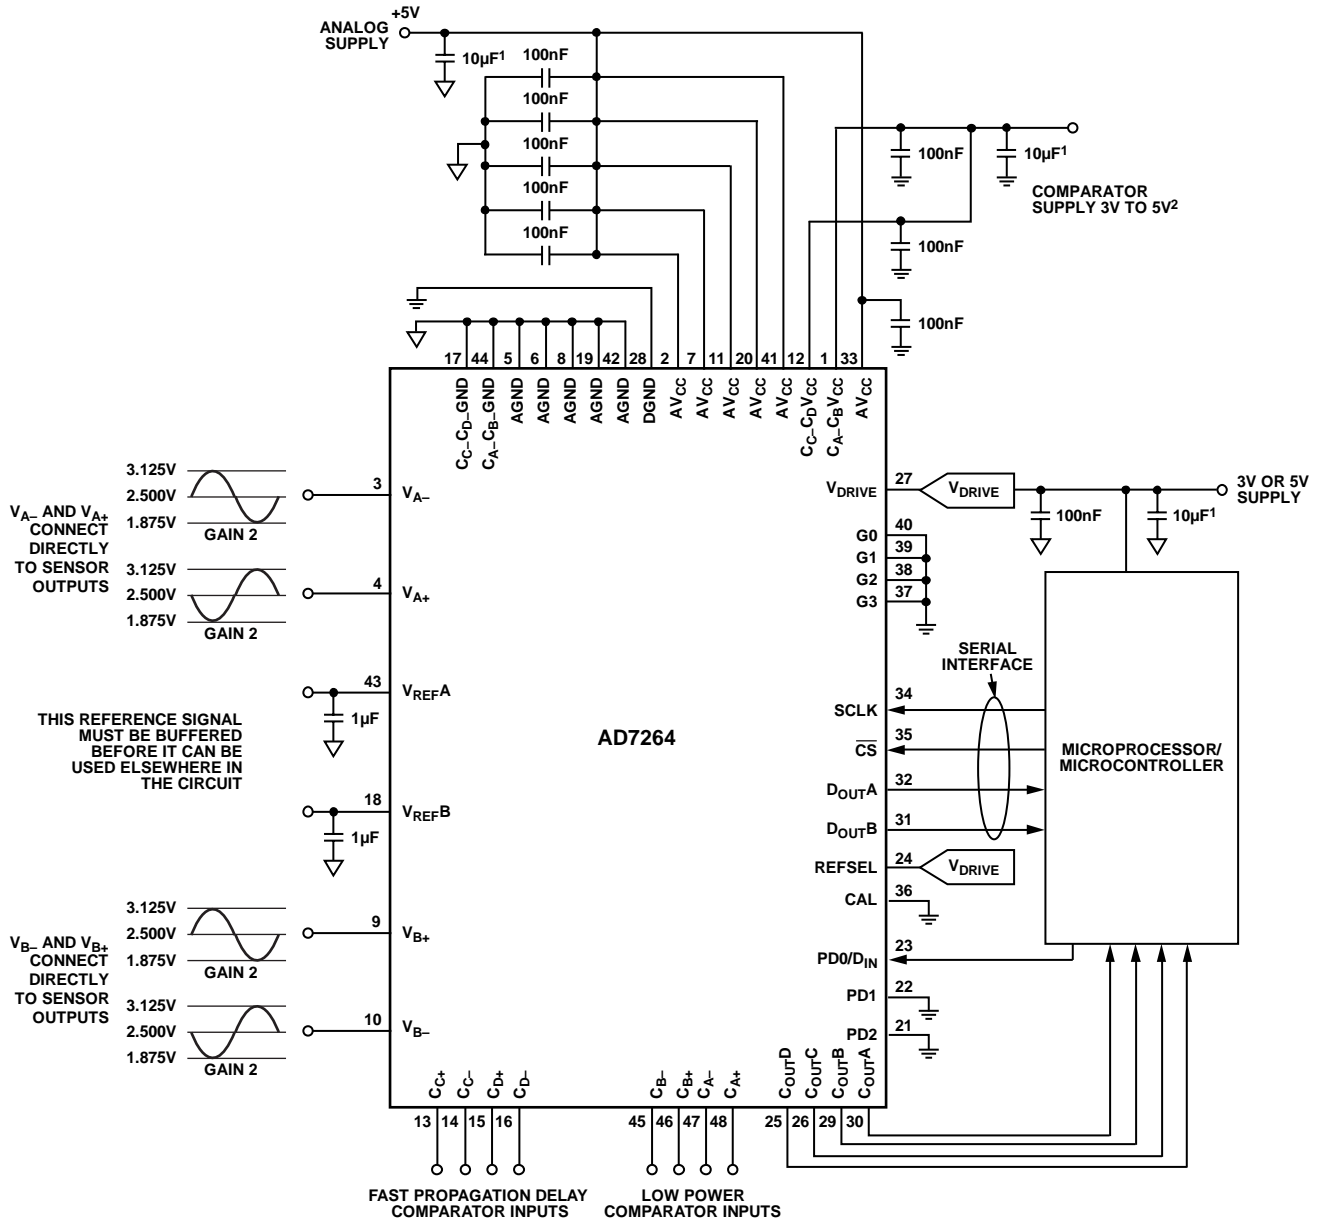 +5V
ANALOG
SUPPLY
10µF1
100nF
100nF
100nF
100nF
100nF
100nF
10µF1
COMPARATOR
SUPPLY 3V TO 5V2
100nF
100nF
17 44 5 6 8 19 42 28 2 7 11 20 41 12 1 33
CC–CD–GND
CA–CB–GND
AGND
AGND
AGND
AGND
AGND
DGND
AVCC
AVCC
AVCC
AVCC
AVCC
CC–CDVCC
CA–CBVCC
AVCC
VA– AND VA+
CONNECT
DIRECTLY
TO SENSOR
OUTPUTS
3.125V
2.500V
1.875V
GAIN 2
3 VA–
3.125V
2.500V
1.875V
GAIN 2
4 VA+
43 VREFA
1µF
THIS REFERENCE SIGNAL
MUST BE BUFFERED
BEFORE IT CAN BE
USED ELSEWHERE IN
THE CIRCUIT
18 VREFB
1µF
AD7264
VB– AND VB+
CONNECT
DIRECTLY
TO SENSOR
OUTPUTS
3.125V
2.500V
1.875V
GAIN 2
9 VB+
3.125V
2.500V
1.875V
GAIN 2
10 VB–
VDRIVE 27 VDRIVE
3V OR 5V
SUPPLY
100nF
10µF1
G0 40
G1 39
G2 38
G3 37
SERIAL
INTERFACE
SCLK 34
CS 35
DOUTA 32
DOUTB 31
REFSEL 24 VDRIVE
CAL 36
PD0/DIN 23
PD1 22
PD2 21
MICROPROCESSOR/
MICROCONTROLLER
CC+
CC–
CD+
CD–
CB–
CB+
CA–
CA+
COUTD
COUTC
COUTB
COUTA
13 14 15 16 45 46 47 48 25 26 29 30
FAST PROPAGATION DELAY
COMPARATOR INPUTS
LOW POWER
COMPARATOR INPUTS